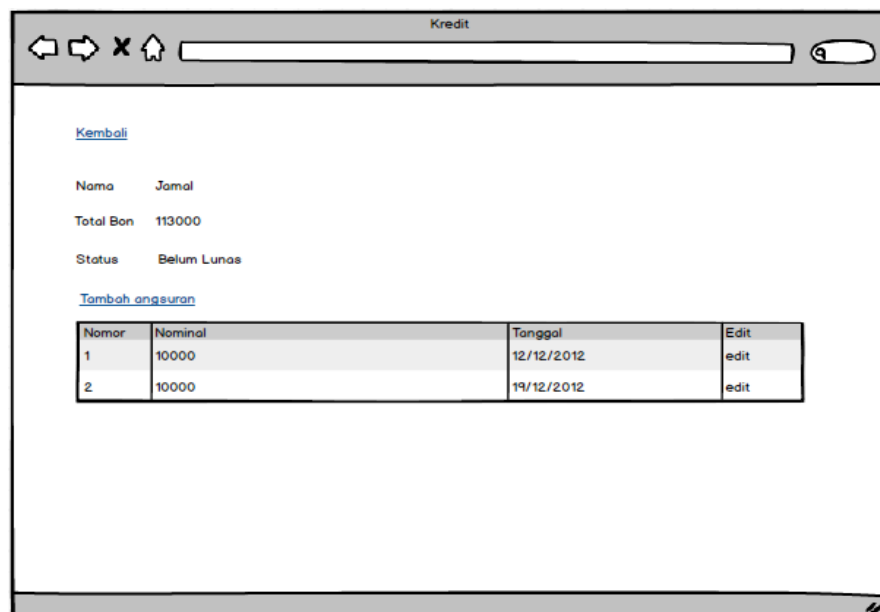 Kredit
Kembali
Nama Jamal
Total Bon 113000
Status Belum Lunas
Tambah angsuran
Nomor Nominal Tanggal Edit
1 10000 12/12/2012 edit
2 10000 19/12/2012 edit